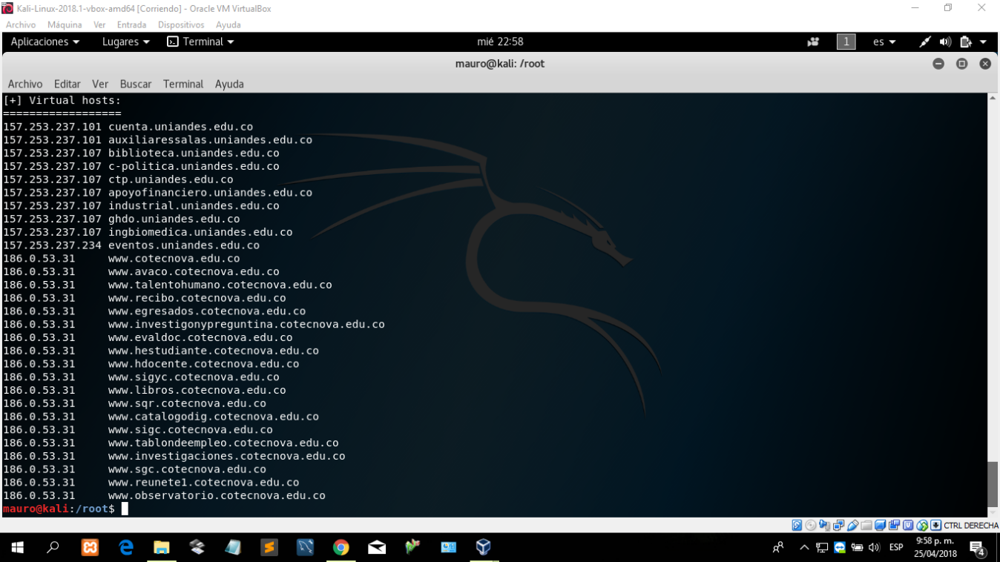 Kali-Linux-2018.1-vbox-amd64 [Corriendo] - Oracle VM VirtualBox
Archivo Máquina Ver Entrada Dispositivos Ayuda
Aplicaciones Lugares Terminal mié 22:58 1 es
mauro@kali: /root
Archivo Editar Ver Buscar Terminal Ayuda
[+] Virtual hosts:
==================
157.253.237.101 cuenta.uniandes.edu.co
157.253.237.101 auxiliaressalas.uniandes.edu.co
157.253.237.107 biblioteca.uniandes.edu.co
157.253.237.107 c-politica.uniandes.edu.co
157.253.237.107 ctp.uniandes.edu.co
157.253.237.107 apoyofinanciero.uniandes.edu.co
157.253.237.107 industrial.uniandes.edu.co
157.253.237.107 ghdo.uniandes.edu.co
157.253.237.107 ingbiomedica.uniandes.edu.co
157.253.237.234 eventos.uniandes.edu.co
186.0.53.31 www.cotecnova.edu.co
186.0.53.31 www.avaco.cotecnova.edu.co
186.0.53.31 www.talentohumano.cotecnova.edu.co
186.0.53.31 www.recibo.cotecnova.edu.co
186.0.53.31 www.egresados.cotecnova.edu.co
186.0.53.31 www.investigonypreguntina.cotecnova.edu.co
186.0.53.31 www.evaldoc.cotecnova.edu.co
186.0.53.31 www.hestudiante.cotecnova.edu.co
186.0.53.31 www.hdocente.cotecnova.edu.co
186.0.53.31 www.sigyc.cotecnova.edu.co
186.0.53.31 www.libros.cotecnova.edu.co
186.0.53.31 www.sqr.cotecnova.edu.co
186.0.53.31 www.catalogodig.cotecnova.edu.co
186.0.53.31 www.sigc.cotecnova.edu.co
186.0.53.31 www.tablondeempleo.cotecnova.edu.co
186.0.53.31 www.investigaciones.cotecnova.edu.co
186.0.53.31 www.sgc.cotecnova.edu.co
186.0.53.31 www.reunete1.cotecnova.edu.co
186.0.53.31 www.observatorio.cotecnova.edu.co
mauro@kali:/root$
CTRL DERECHA
ESP
9:58 p. m.
25/04/2018
4